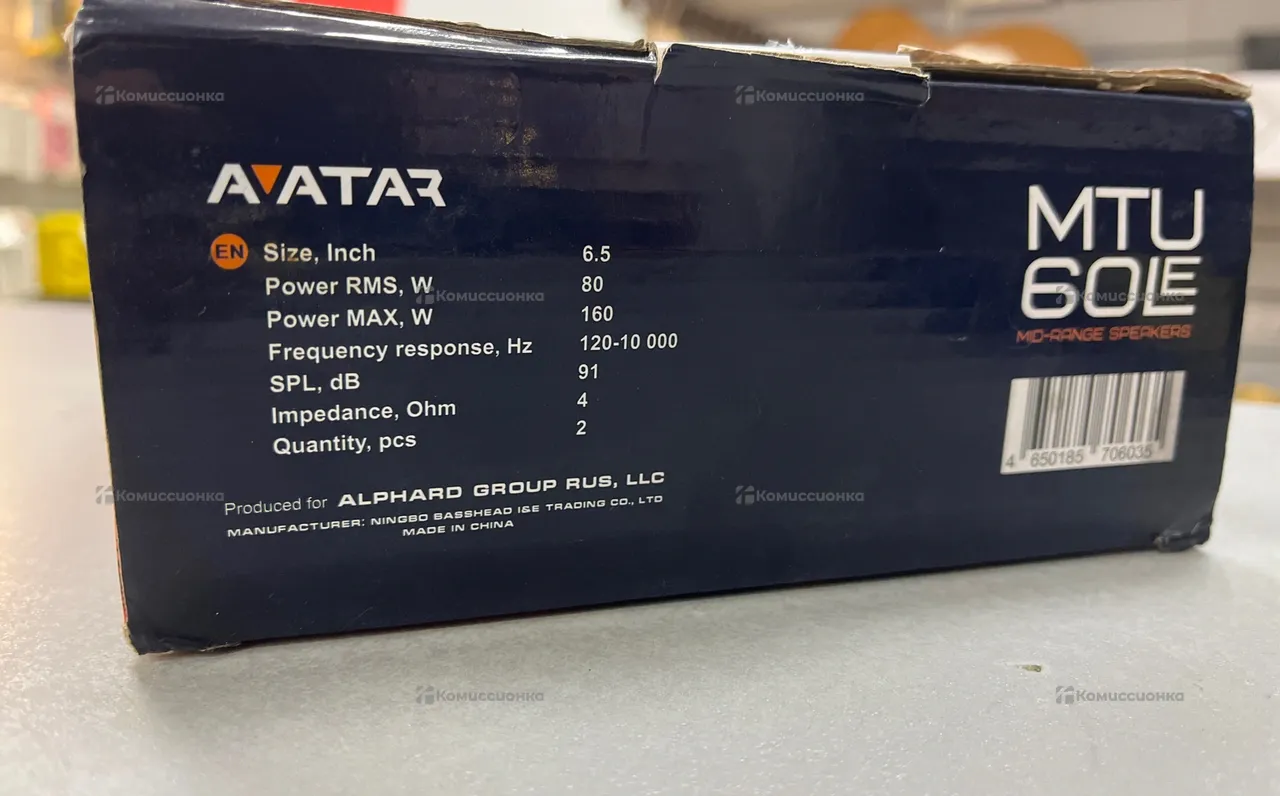 AVATAR
EN Size, Inch 6.5
Power RMS, W 80
Power MAX, W 160
Frequency response, Hz 120-10 000
SPL, dB 91
Impedance, Ohm 4
Quantity, pcs 2
Produced for ALPHARD GROUP RUS, LLC
MANUFACTURER: NINGBO BASSHEAD I&E TRADING CO., LTD
MADE IN CHINA
MTU
60LE
MID-RANGE SPEAKERS
4 650185 706035
Комиссионка
Комиссионка
Комиссионка
Комиссионка
Комиссионка
Комиссионка
Комиссионка
Комиссионка